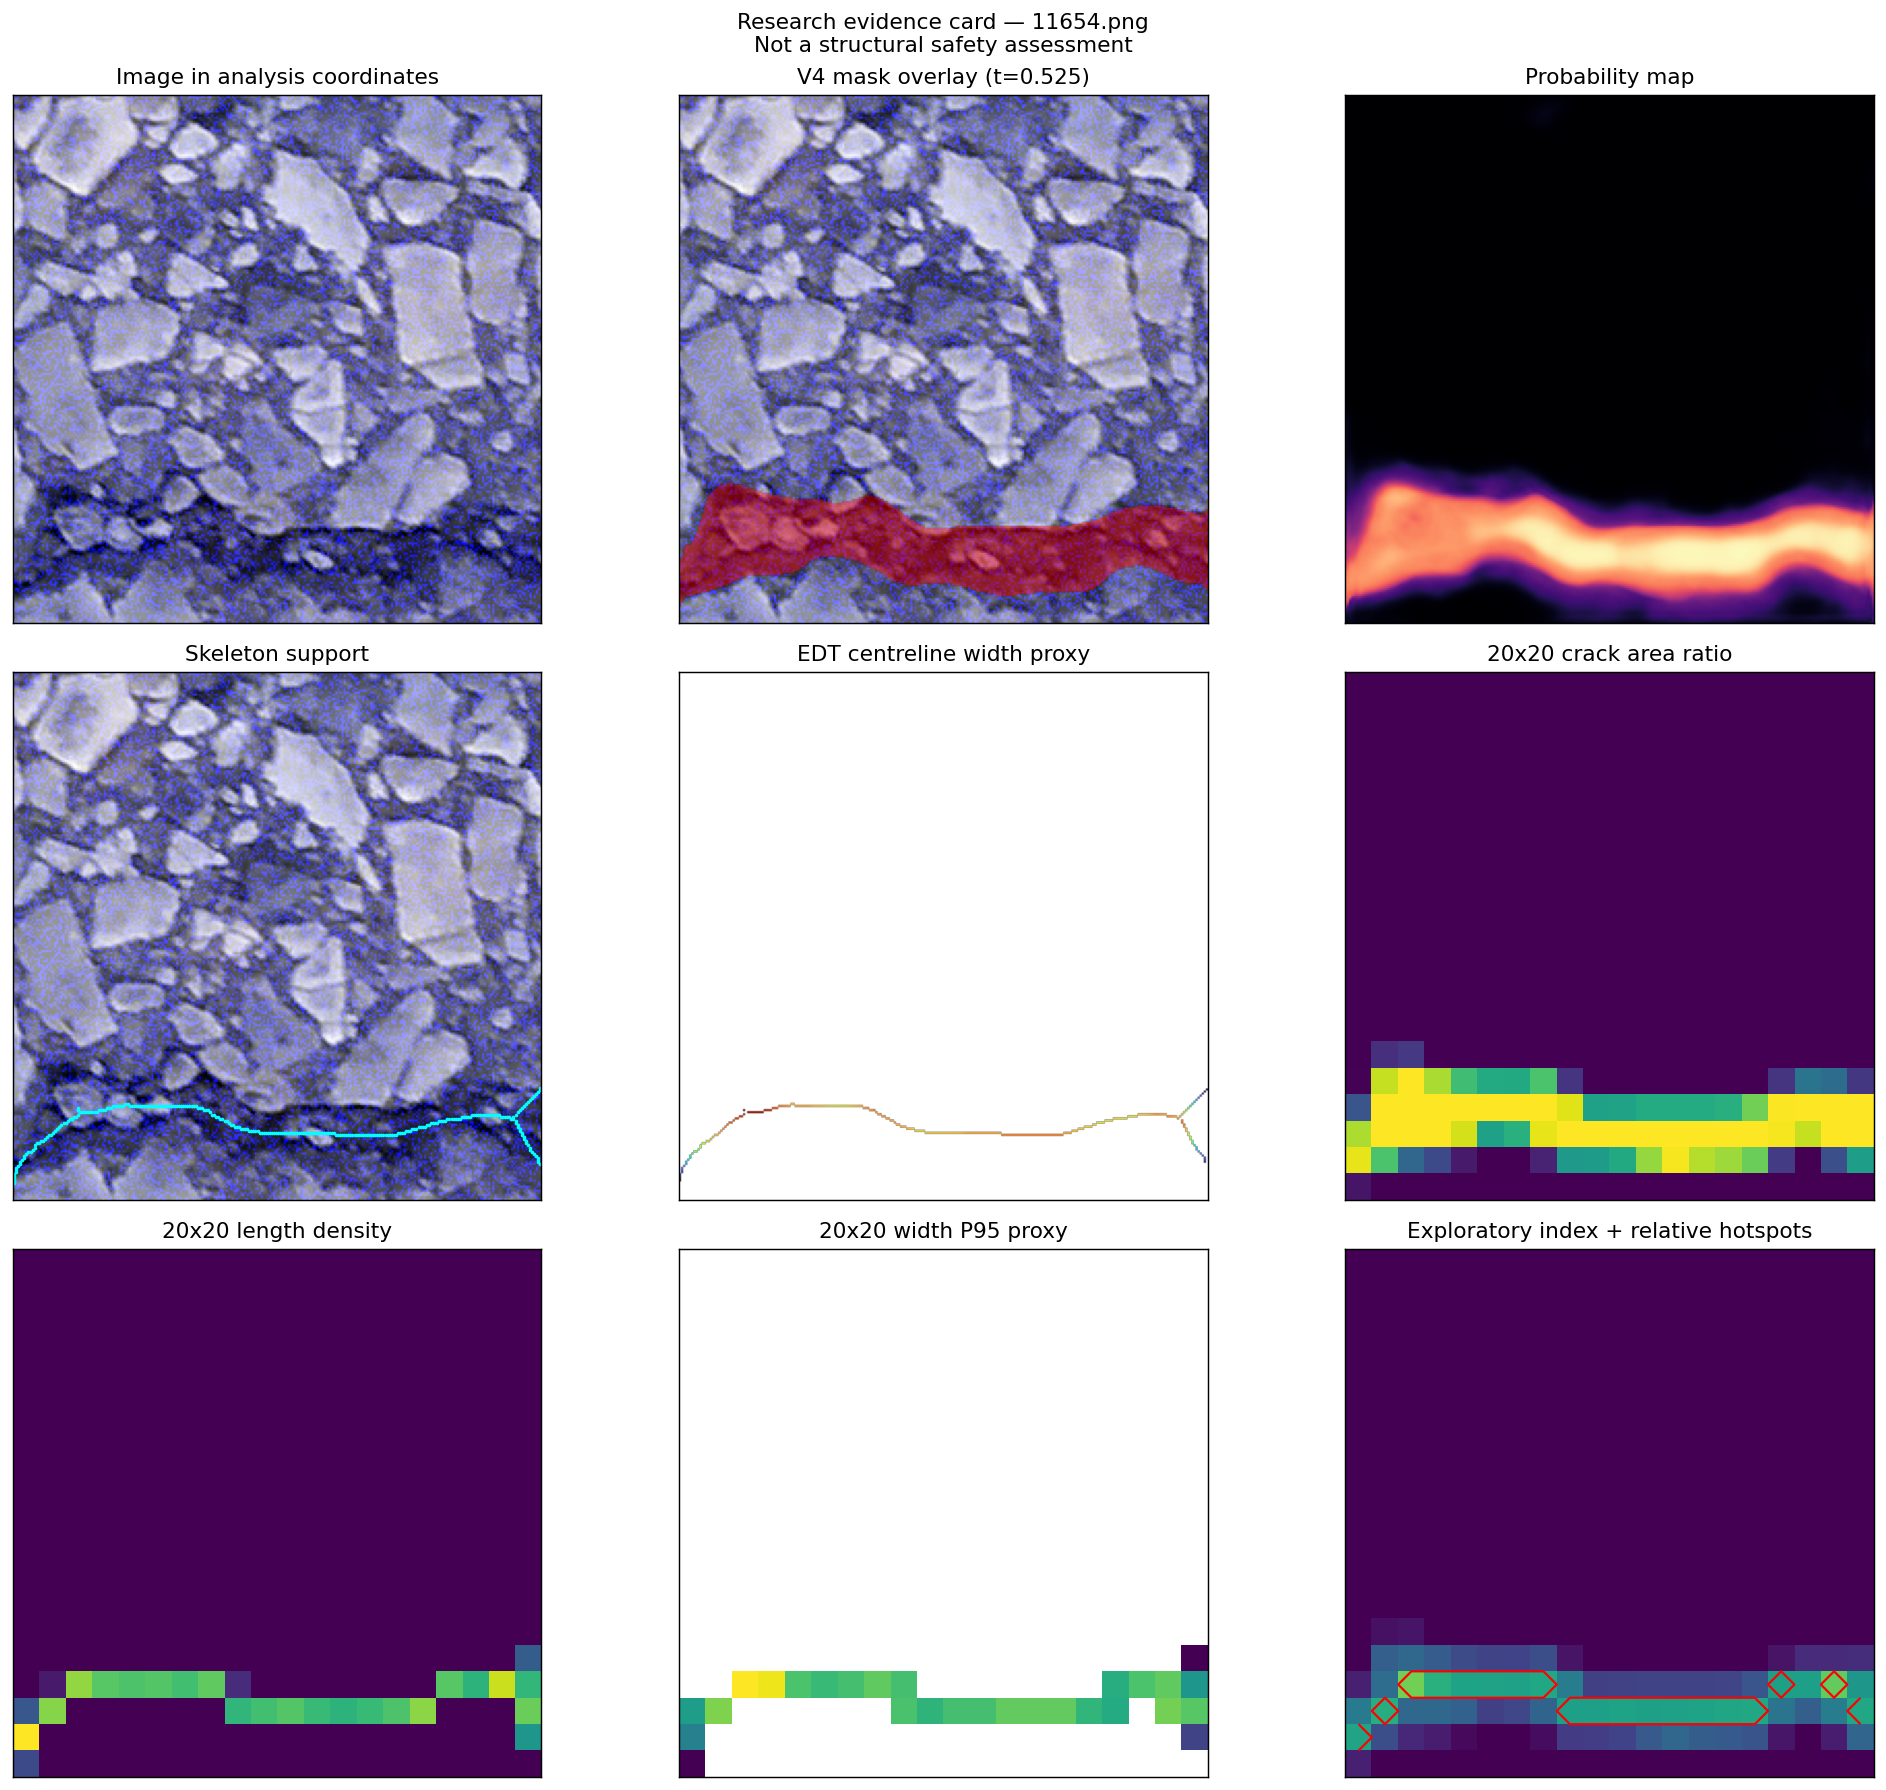 Research evidence card — 11654.png
Not a structural safety assessment
Image in analysis coordinates
V4 mask overlay (t=0.525)
Probability map
Skeleton support
EDT centreline width proxy
20x20 crack area ratio
20x20 length density
20x20 width P95 proxy
Exploratory index + relative hotspots